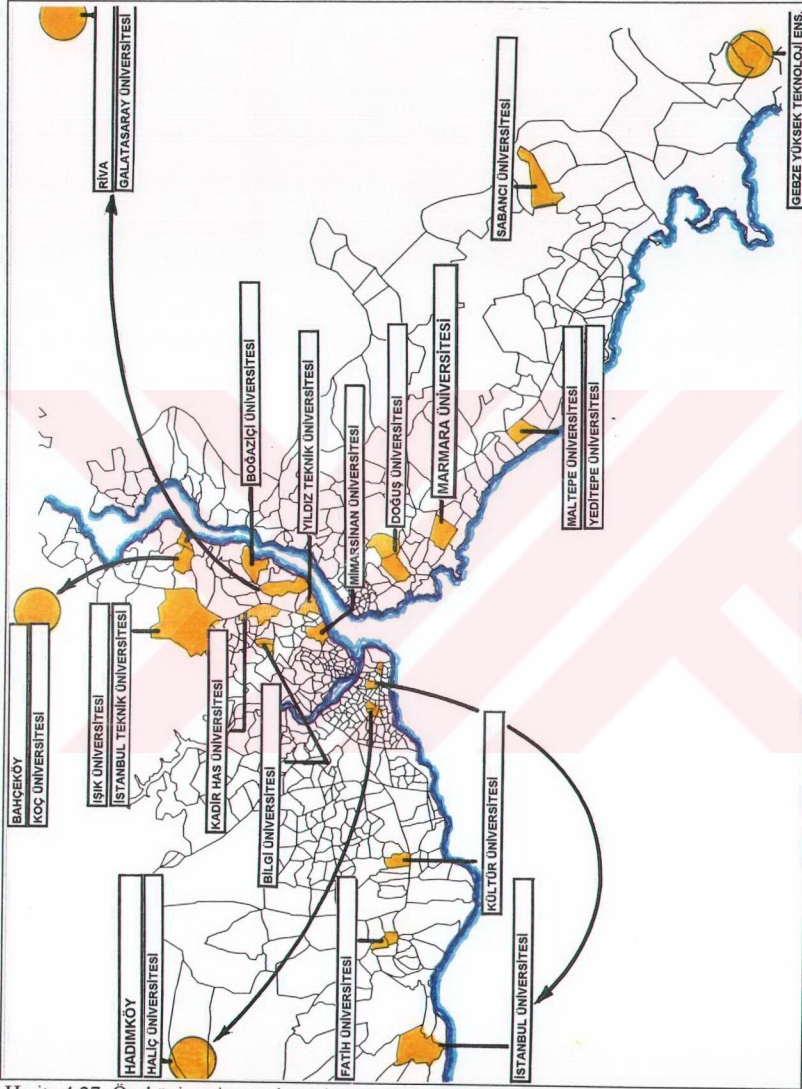 RİVA
GALATASARAY ÜNİVERSİTESİ
GEBZE YÜKSEK TEKNOLOJİ ENS.
SABANCI ÜNİVERSİTESİ
BOĞAZİÇİ ÜNİVERSİTESİ
YILDIZ TEKNİK ÜNİVERSİTESİ
MİMARSİNAN ÜNİVERSİTESİ
DOĞUŞ ÜNİVERSİTESİ
MARMARA ÜNİVERSİTESİ
MALTEPE ÜNİVERSİTESİ
YEDİTEPE ÜNİVERSİTESİ
BAHÇEKÖY
KOÇ ÜNİVERSİTESİ
IŞIK ÜNİVERSİTESİ
İSTANBUL TEKNİK ÜNİVERSİTESİ
KADİR HAS ÜNİVERSİTESİ
BİLGİ ÜNİVERSİTESİ
KÜLTÜR ÜNİVERSİTESİ
HADIMKÖY
HALİÇ ÜNİVERSİTESİ
FATİH ÜNİVERSİTESİ
İSTANBUL ÜNİVERSİTESİ